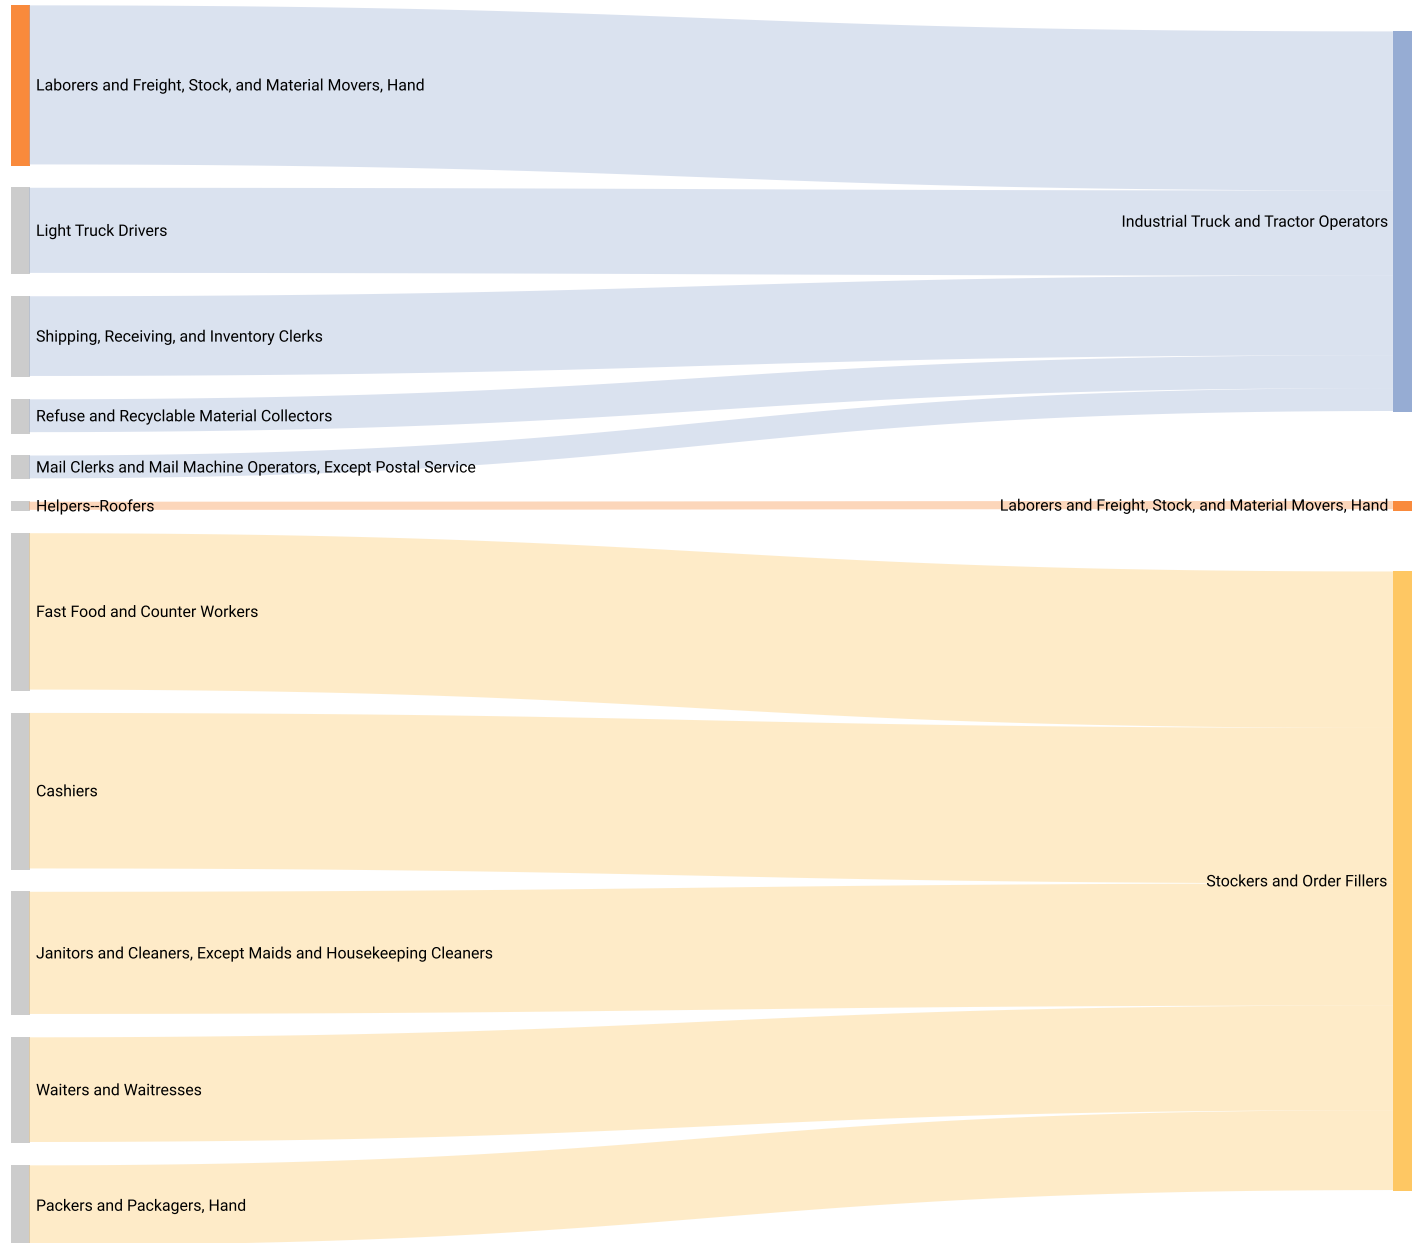 Laborers and Freight, Stock, and Material Movers, Hand
Industrial Truck and Tractor Operators
Light Truck Drivers
Shipping, Receiving, and Inventory Clerks
Refuse and Recyclable Material Collectors
Mail Clerks and Mail Machine Operators, Except Postal Service
Helpers--Roofers
Laborers and Freight, Stock, and Material Movers, Hand
Fast Food and Counter Workers
Cashiers
Stockers and Order Fillers
Janitors and Cleaners, Except Maids and Housekeeping Cleaners
Waiters and Waitresses
Packers and Packagers, Hand